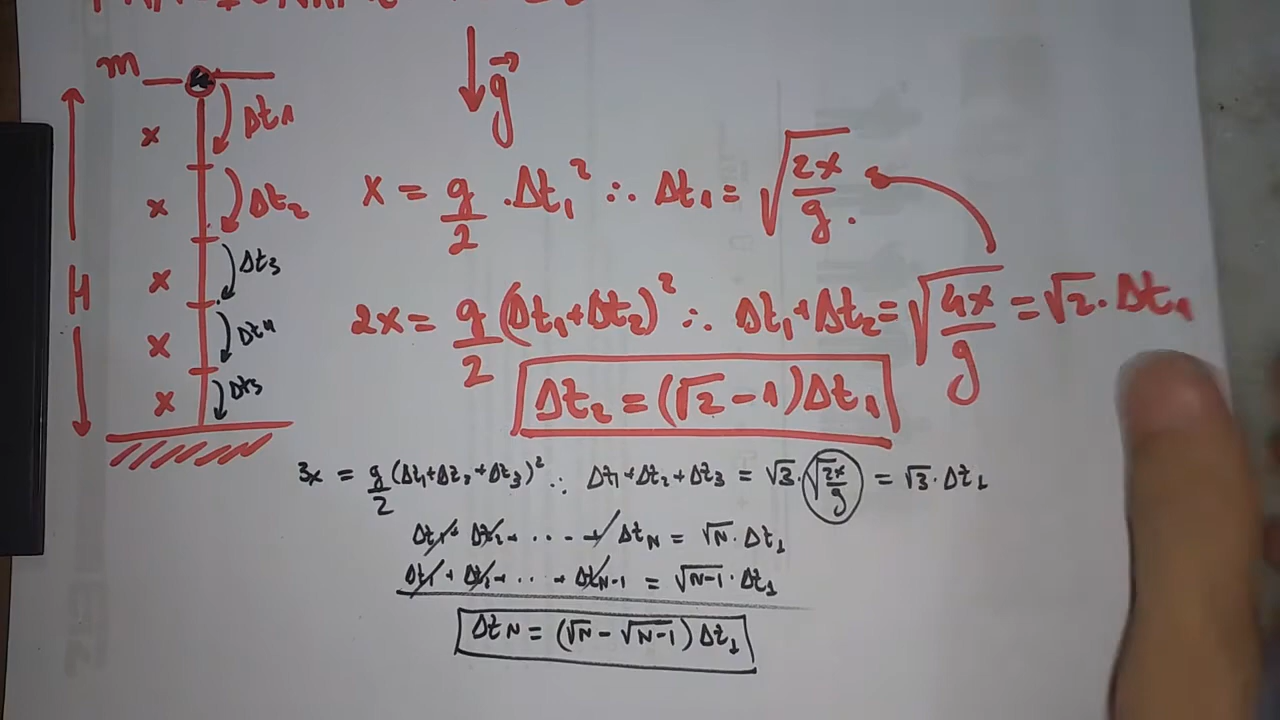 m
Δt₁
x
g⃗
Δt₂
x
Δt3
x
H
Δt4
x
Δt3
x
x = g/2 . Δt₁² ∴ Δt₁ = √(2x/g).
2x = g/2 (Δt₁+Δt₂)² ∴ Δt₁+Δt₂ = √(4x/g) = √2 . Δt₁
Δt₂ = (√2 - 1)Δt₁
3x = g/2 (Δt₁+Δt₂+Δt₃)² ∴ Δt₁+Δt₂+Δt₃ = √3 . √(2x/g) = √3 . Δt₁
Δt₁ + Δt₂ + . . . - + ΔtN = √N . Δt₁
Δt₁ + Δt₂ + . . . + ΔtN-1 = √(N-1) . Δt₁
ΔtN = (√N - √(N-1)) Δt₁